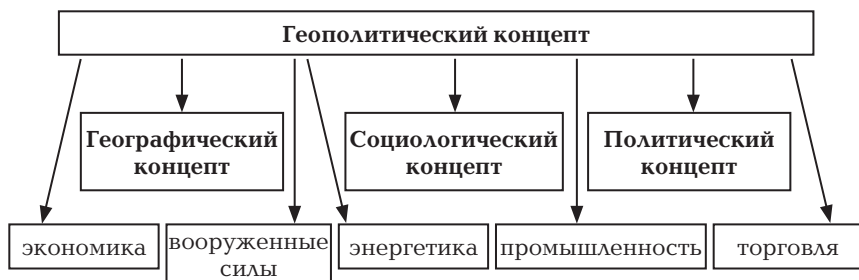 Геополитический концепт
Географический
концепт
Социологический
концепт
Политический
концепт
экономика
вооруженные
силы
энергетика
промышленность
торговля